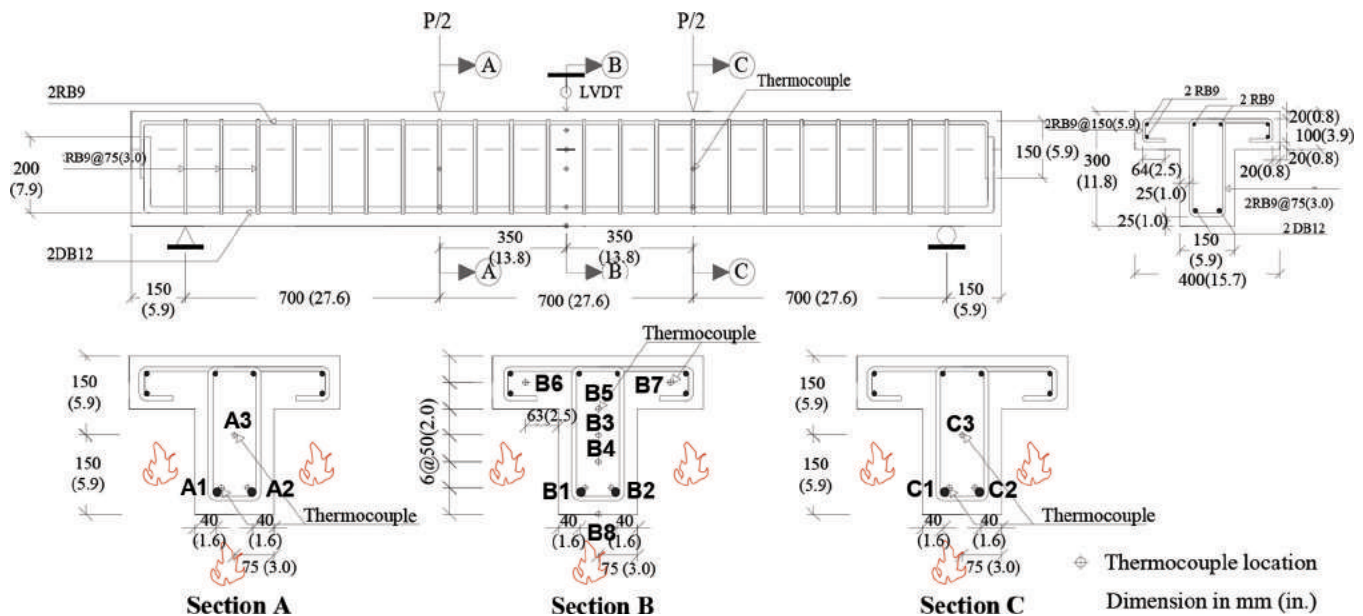 P/2
P/2
A
B
C
Thermocouple
LVDT
2RB9
2RB9@75(3.0)
200
(7.9)
2DB12
350
(13.8)
350
(13.8)
A
B
C
150
(5.9)
700 (27.6)
700 (27.6)
700 (27.6)
150
(5.9)
2RB9@150(5.9)
150
(5.9)
2 RB9
2 RB9
20(0.8)
100(3.9)
20(0.8)
300
(11.8)
64(2.5)
20(0.8)
25(1.0)
2RB9@75(3.0)
25(1.0)
2 DB12
150
(5.9)
400(15.7)
150
(5.9)
150
(5.9)
A3
A1
A2
Thermocouple
40
(1.6)
40
(1.6)
75 (3.0)
Section A
6@50(2.0)
Thermocouple
B6
B7
B5
63(2.5)
B3
B4
B1
B2
40
(1.6)
40
(1.6)
B8
75 (3.0)
Section B
150
(5.9)
150
(5.9)
C3
C1
C2
Thermocouple
40
(1.6)
40
(1.6)
75 (3.0)
Section C
Thermocouple location
Dimension in mm (in.)